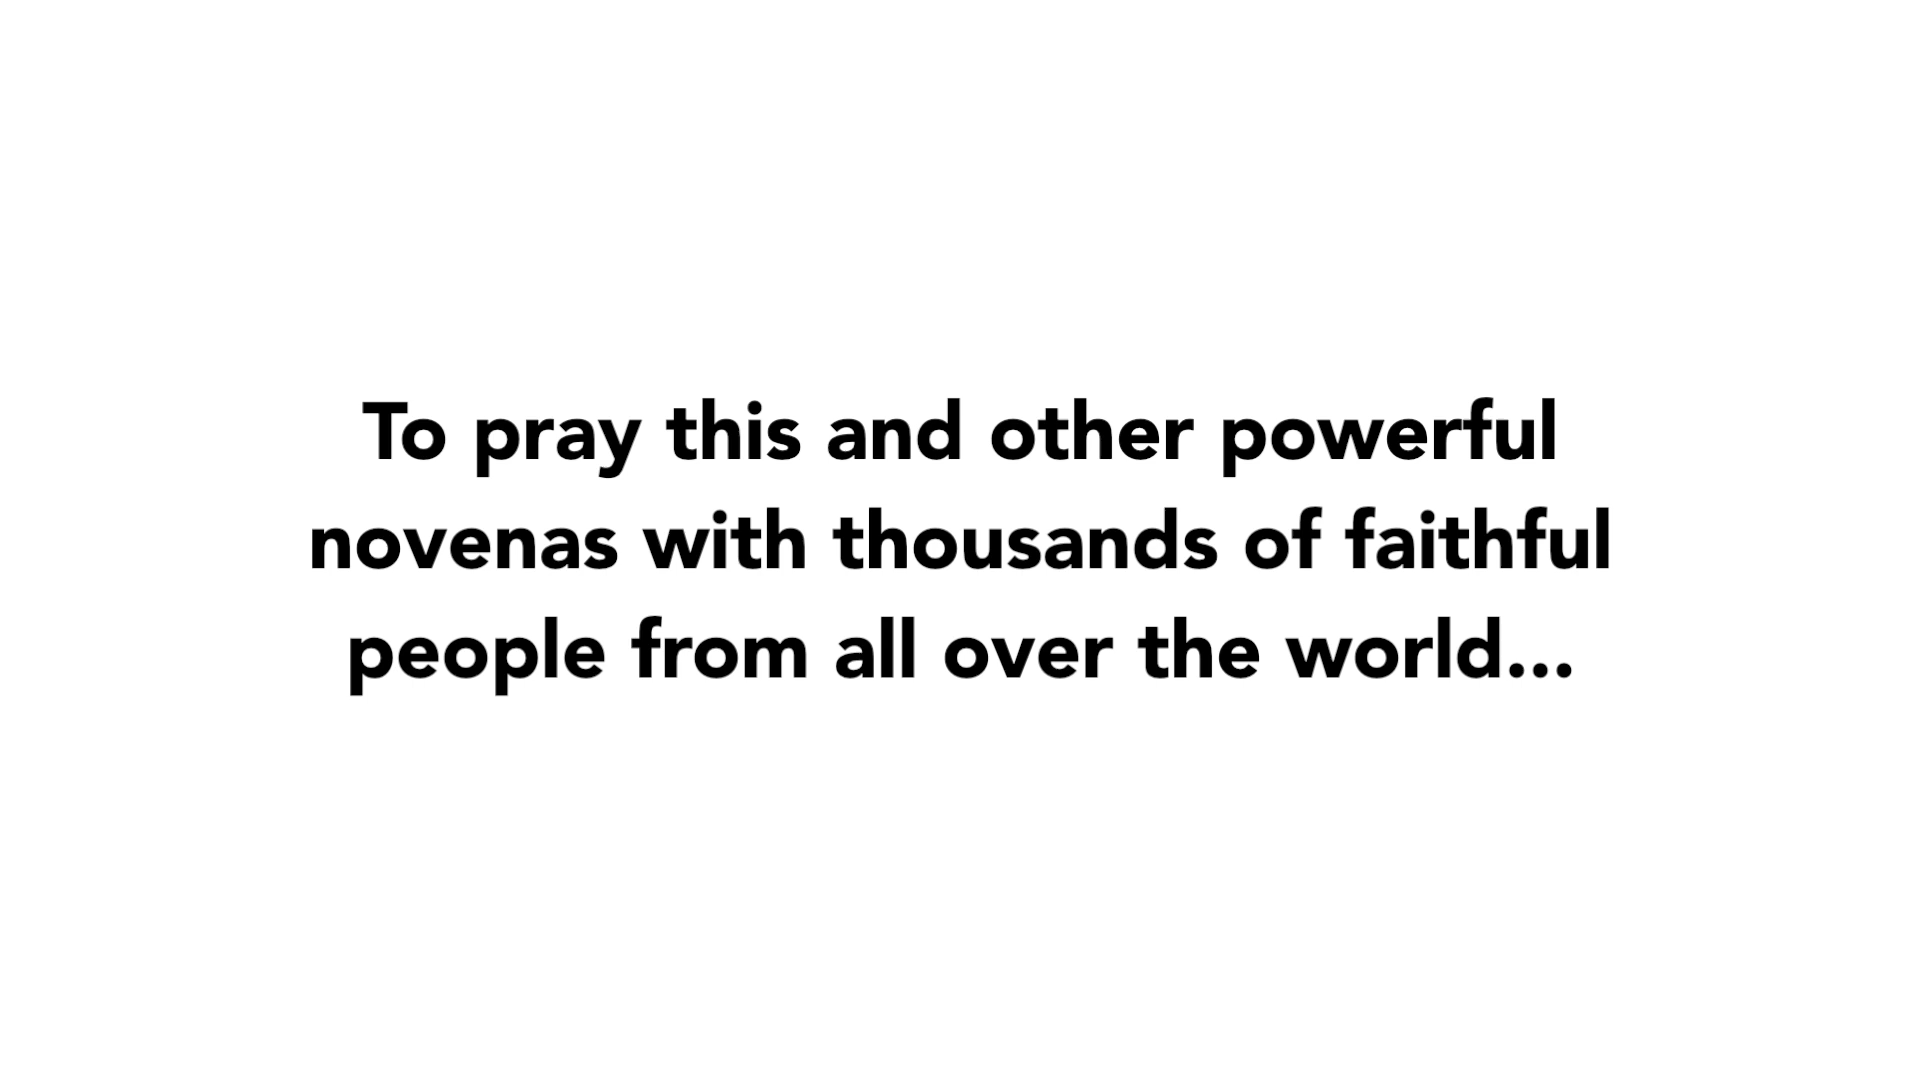 To pray this and other powerful
novenas with thousands of faithful
people from all over the world...